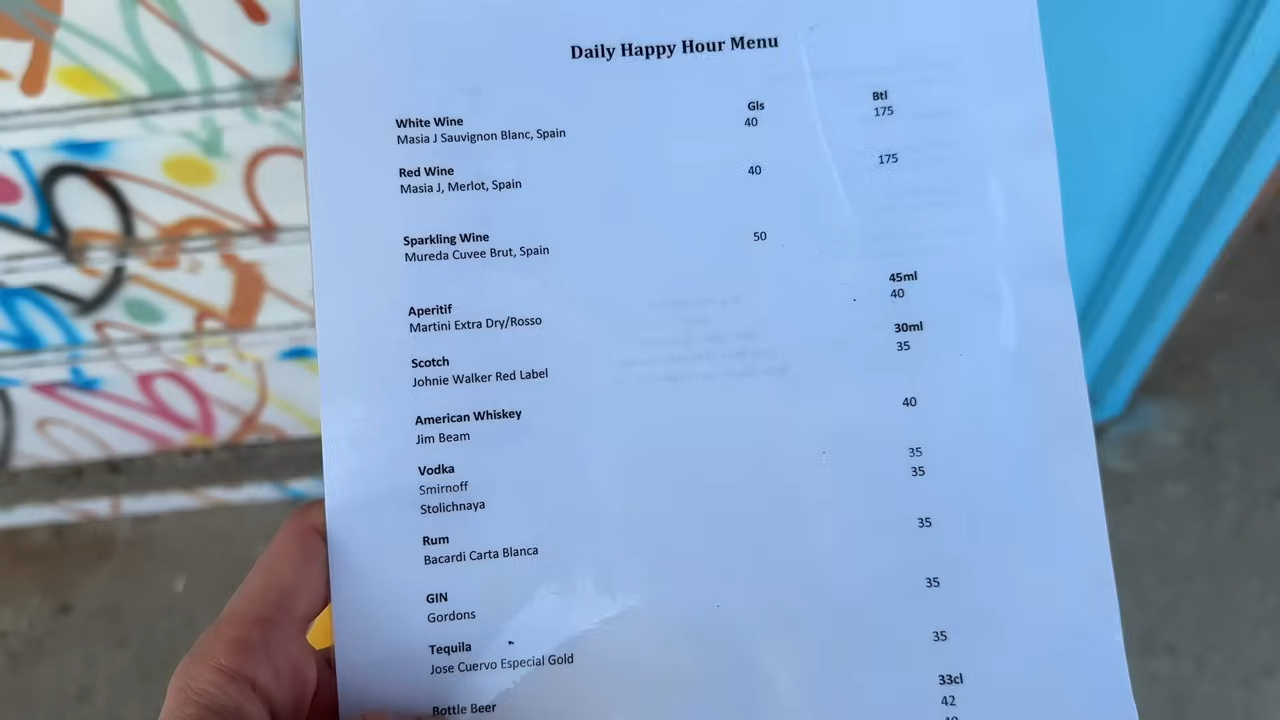 Daily Happy Hour Menu
Gls Btl
White Wine
Masia J Sauvignon Blanc, Spain 40 175
Red Wine
Masia J, Merlot, Spain 40 175
Sparkling Wine
Mureda Cuvee Brut, Spain 50
Aperitif 45ml
Martini Extra Dry/Rosso 40
Scotch 30ml
Johnie Walker Red Label 35
American Whiskey
Jim Beam 40
Vodka
Smirnoff 35
Stolichnaya 35
Rum
Bacardi Carta Blanca 35
GIN
Gordons 35
Tequila
Jose Cuervo Especial Gold 35
Bottle Beer 33cl
42